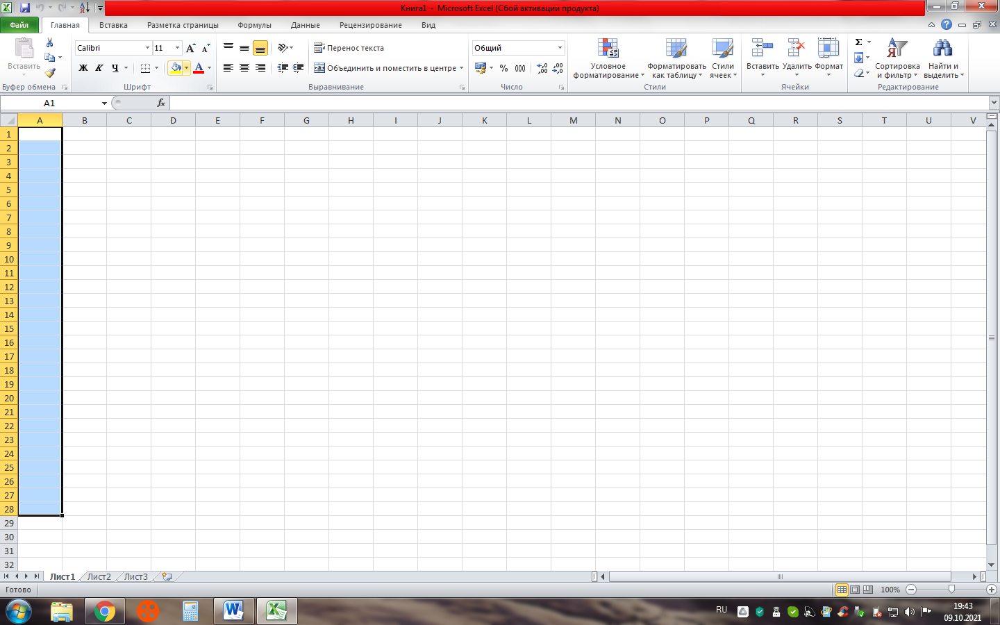 Книга1 - Microsoft Excel (Сбой активации продукта)
Файл Главная Вставка Разметка страницы Формулы Данные Рецензирование Вид
Вставить
Буфер обмена
Calibri 11
Ж К Ч
A
Шрифт
Перенос текста
Объединить и поместить в центре
Выравнивание
Общий
% 000
Число
Условное форматирование
Форматировать как таблицу
Стили ячеек
Стили
Вставить Удалить Формат
Ячейки
Σ
Сортировка и фильтр
Найти и выделить
Редактирование
A1 fx
A B C D E F G H I J K L M N O P Q R S T U V
1
2
3
4
5
6
7
8
9
10
11
12
13
14
15
16
17
18
19
20
21
22
23
24
25
26
27
28
29
30
31
32
Лист1 Лист2 Лист3
Готово 100%
RU 19:43
09.10.2021